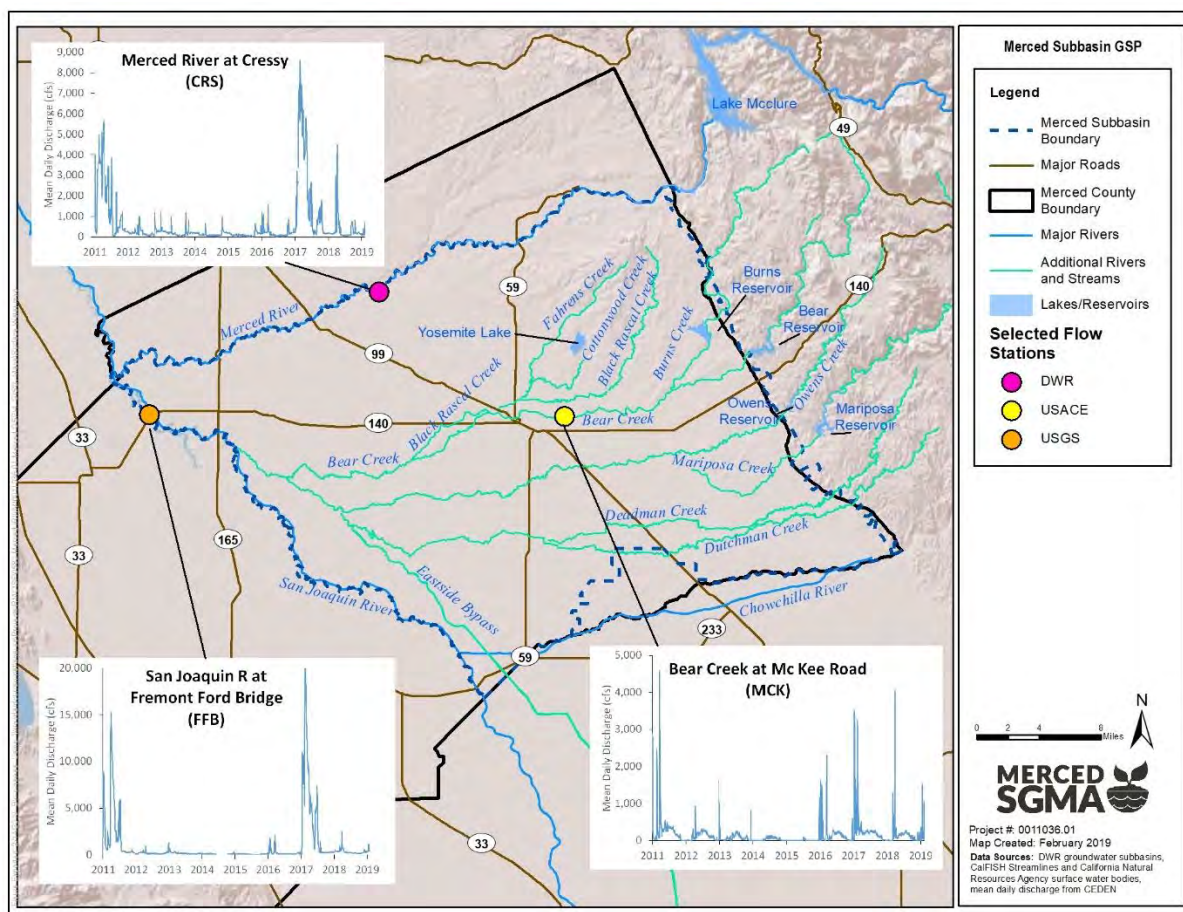 Merced River at Cressy
(CRS)
Mean Daily Discharge (cfs)
9,000
8,000
7,000
6,000
5,000
4,000
3,000
2,000
1,000
0
2011 2012 2013 2014 2015 2016 2017 2018 2019
Lake Mcclure
49
59
140
Fahrens Creek
Cottonwood Creek
Black Rascal Creek
Burns Creek
Burns
Reservoir
Bear
Reservoir
Yosemite Lake
Merced River
99
Owens Creek
Owens
Reservoir
Mariposa
Reservoir
Black Rascal Creek
Bear Creek
140
33
Bear Creek
Mariposa Creek
Deadman Creek
Dutchman Creek
165
33
Eastside Bypass
San Joaquin River
Chowchilla River
233
59
33
San Joaquin R at
Fremont Ford Bridge
(FFB)
Mean Daily Discharge (cfs)
20,000
15,000
10,000
5,000
0
2011 2012 2013 2014 2015 2016 2017 2018 2019
Bear Creek at Mc Kee Road
(MCK)
Mean Daily Discharge (cfs)
5,000
4,000
3,000
2,000
1,000
0
2011 2012 2013 2014 2015 2016 2017 2018 2019
Merced Subbasin GSP
Legend
Merced Subbasin
Boundary
Major Roads
Merced County
Boundary
Major Rivers
Additional Rivers
and Streams
Lakes/Reservoirs
Selected Flow
Stations
DWR
USACE
USGS
N
0 2 4 8
Miles
MERCED
SGMA
Project #: 0011036.01
Map Created: February 2019
Data Sources: DWR groundwater subbasins,
CalFISH Streamlines and California Natural
Resources Agency surface water bodies,
mean daily discharge from CEDEN